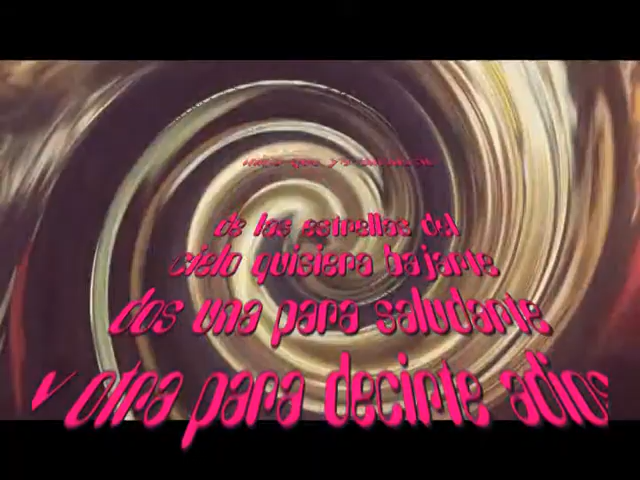 de las estrellas del
cielo quisiera bajarte
dos una para saludarte
y otra para decirte adios